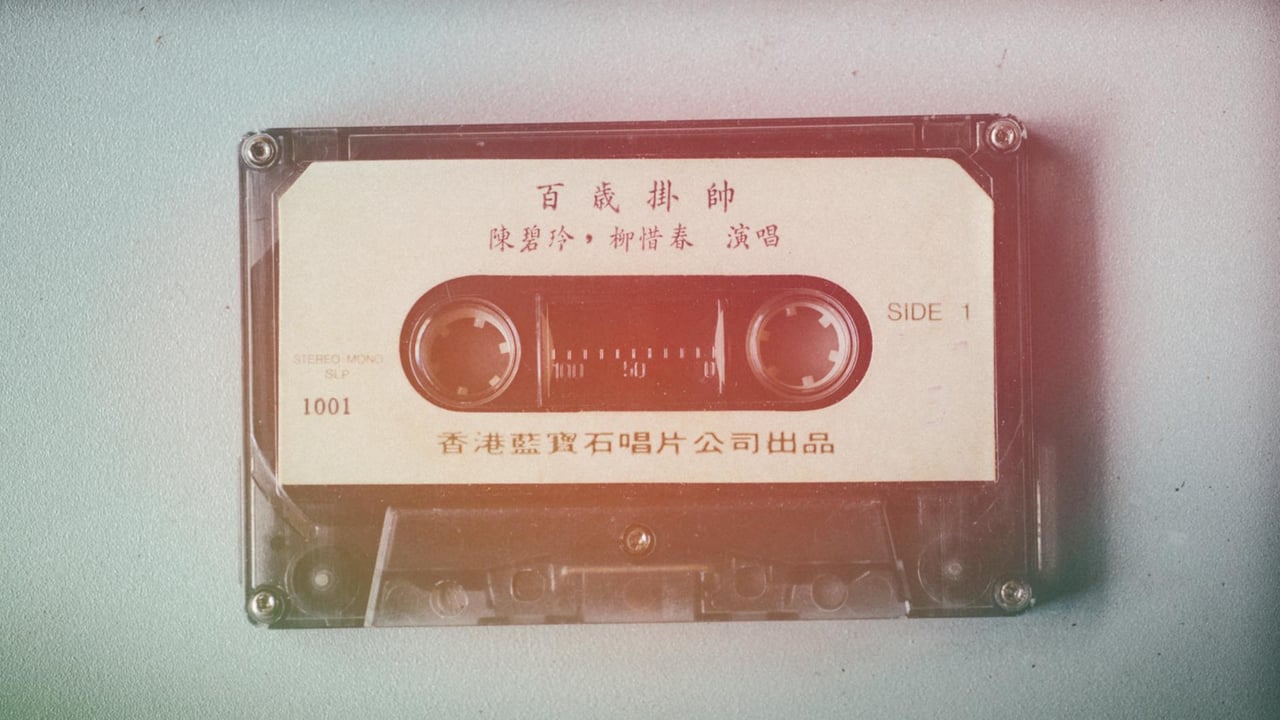 百歲掛帥
陳碧玲，柳惜春 演唱
SIDE 1
STEREO-MONO
SLP
1001
100 50 0
香港藍寶石唱片公司出品